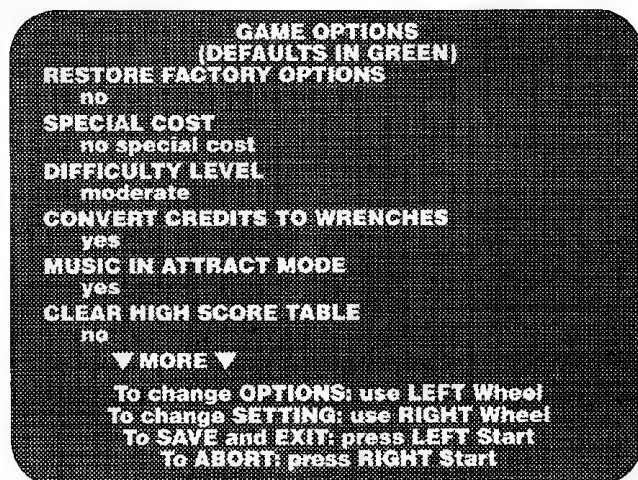 GAME OPTIONS
(DEFAULTS IN GREEN)
RESTORE FACTORY OPTIONS
no
SPECIAL COST
no special cost
DIFFICULTY LEVEL
moderate
CONVERT CREDITS TO WRENCHES
yes
MUSIC IN ATTRACT MODE
yes
CLEAR HIGH SCORE TABLE
no
▼ MORE ▼
To change OPTIONS: use LEFT Wheel
To change SETTING: use RIGHT Wheel
To SAVE and EXIT: press LEFT Start
To ABORT: press RIGHT Start